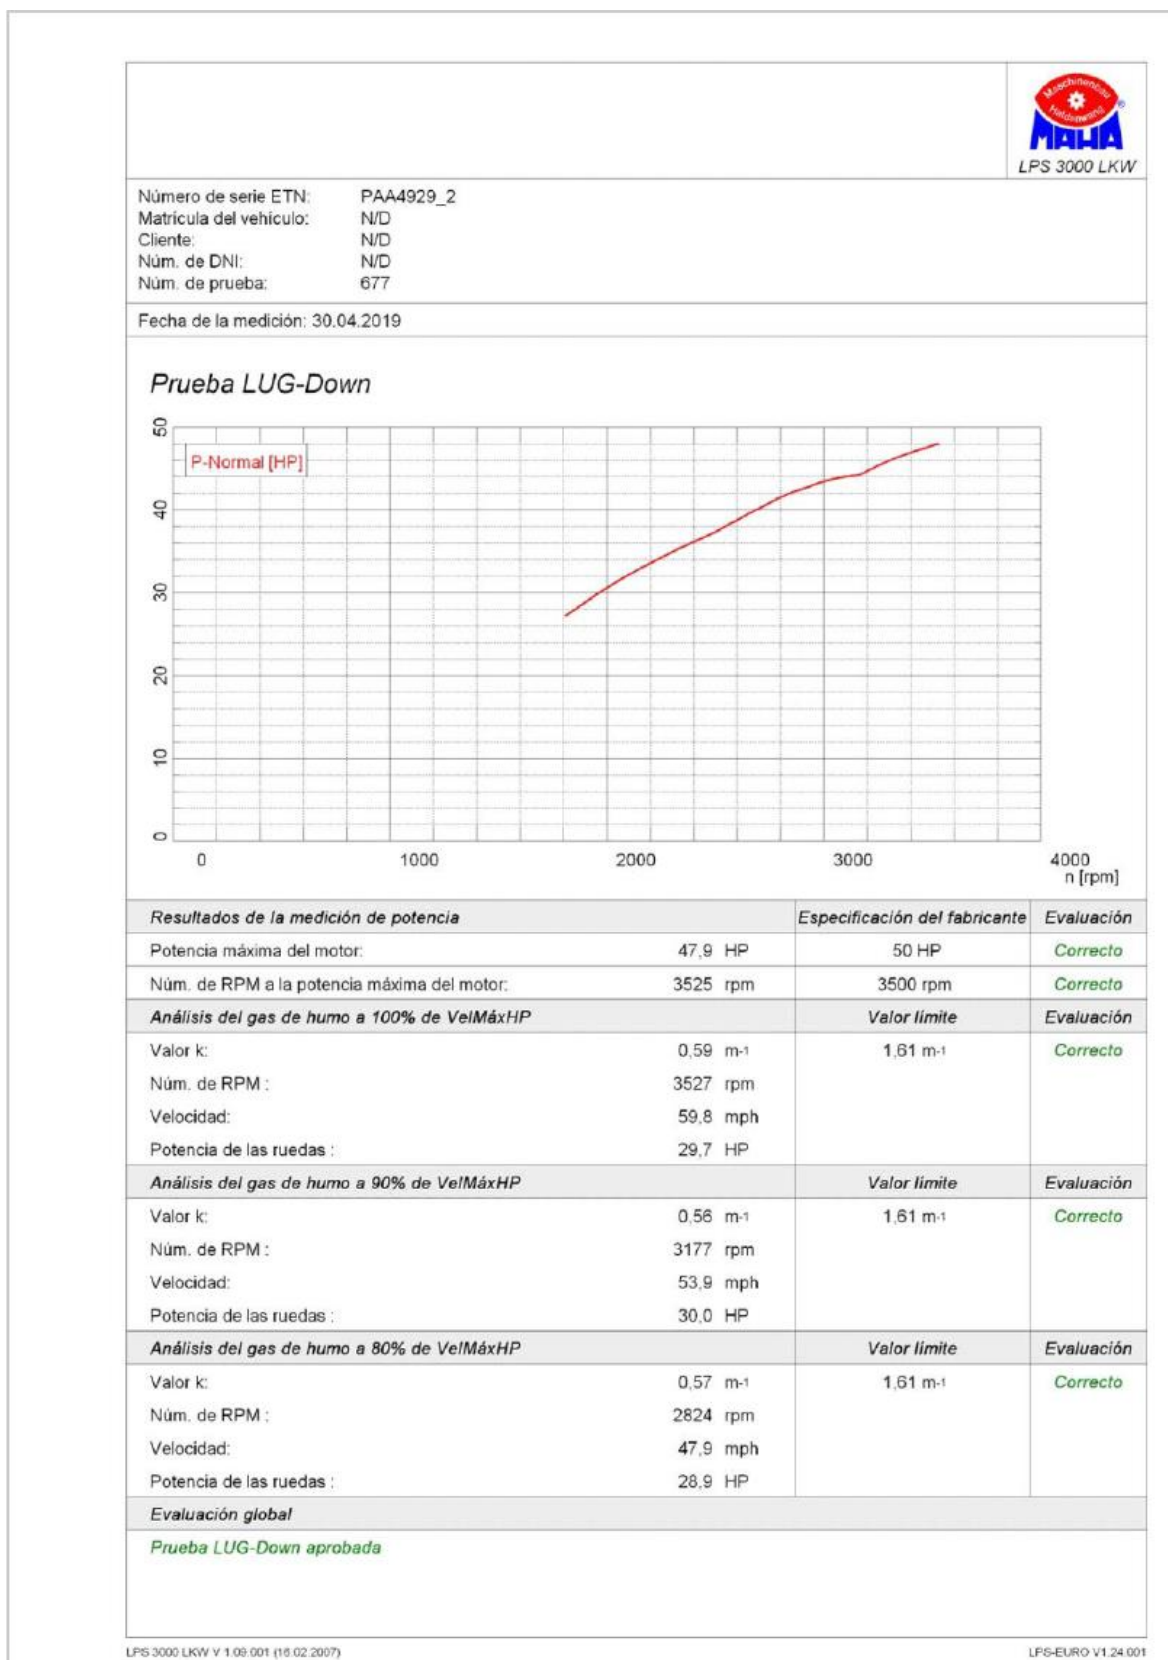 Maschinenbau
Haldenwang
MAHA®
LPS 3000 LKW
Número de serie ETN: PAA4929_2
Matrícula del vehículo: N/D
Cliente: N/D
Núm. de DNI: N/D
Núm. de prueba: 677
Fecha de la medición: 30.04.2019
Prueba LUG-Down
P-Normal [HP]
50
40
30
20
10
0
0 1000 2000 3000 4000
n [rpm]
Resultados de la medición de potencia Especificación del fabricante Evaluación
Potencia máxima del motor: 47,9 HP 50 HP Correcto
Núm. de RPM a la potencia máxima del motor: 3525 rpm 3500 rpm Correcto
Análisis del gas de humo a 100% de VelMáxHP Valor límite Evaluación
Valor k: 0,59 m-1 1,61 m-1 Correcto
Núm. de RPM : 3527 rpm
Velocidad: 59,8 mph
Potencia de las ruedas : 29,7 HP
Análisis del gas de humo a 90% de VelMáxHP Valor límite Evaluación
Valor k: 0,56 m-1 1,61 m-1 Correcto
Núm. de RPM : 3177 rpm
Velocidad: 53,9 mph
Potencia de las ruedas : 30,0 HP
Análisis del gas de humo a 80% de VelMáxHP Valor límite Evaluación
Valor k: 0,57 m-1 1,61 m-1 Correcto
Núm. de RPM : 2824 rpm
Velocidad: 47,9 mph
Potencia de las ruedas : 28,9 HP
Evaluación global
Prueba LUG-Down aprobada
LPS 3000 LKW V 1.09.001 (16.02.2007) LPS-EURO V1.24.001